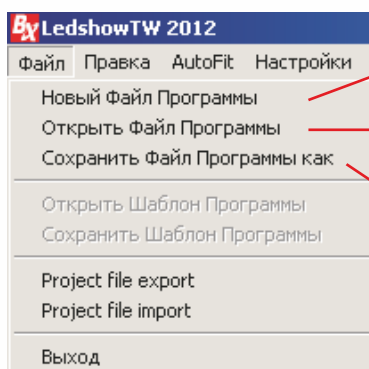 BX LedshowTW 2012
Файл Правка AutoFit Настройки
Новый Файл Программы
Открыть Файл Программы
Сохранить Файл Программы как
Открыть Шаблон Программы
Сохранить Шаблон Программы
Project file export
Project file import
Выход